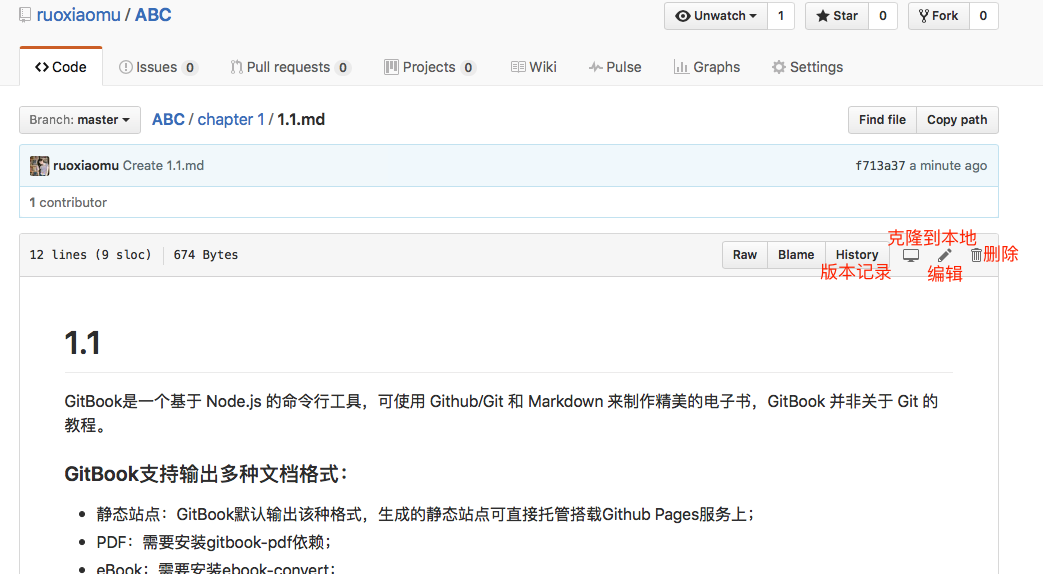 ruoxiaomu / ABC
Unwatch 1 Star 0 Fork 0
Code Issues 0 Pull requests 0 Projects 0 Wiki Pulse Graphs Settings
Branch: master ABC / chapter 1 / 1.1.md Find file Copy path
ruoxiaomu Create 1.1.md f713a37 a minute ago
1 contributor
克隆到本地
12 lines (9 sloc) 674 Bytes Raw Blame History 删除
版本记录 编辑
1.1
GitBook是一个基于 Node.js 的命令行工具，可使用 Github/Git 和 Markdown 来制作精美的电子书，GitBook 并非关于 Git 的
教程。
GitBook支持输出多种文档格式：
静态站点：GitBook默认输出该种格式，生成的静态站点可直接托管搭载Github Pages服务上；
PDF：需要安装gitbook-pdf依赖；
eBook：需要安装ebook-convert；